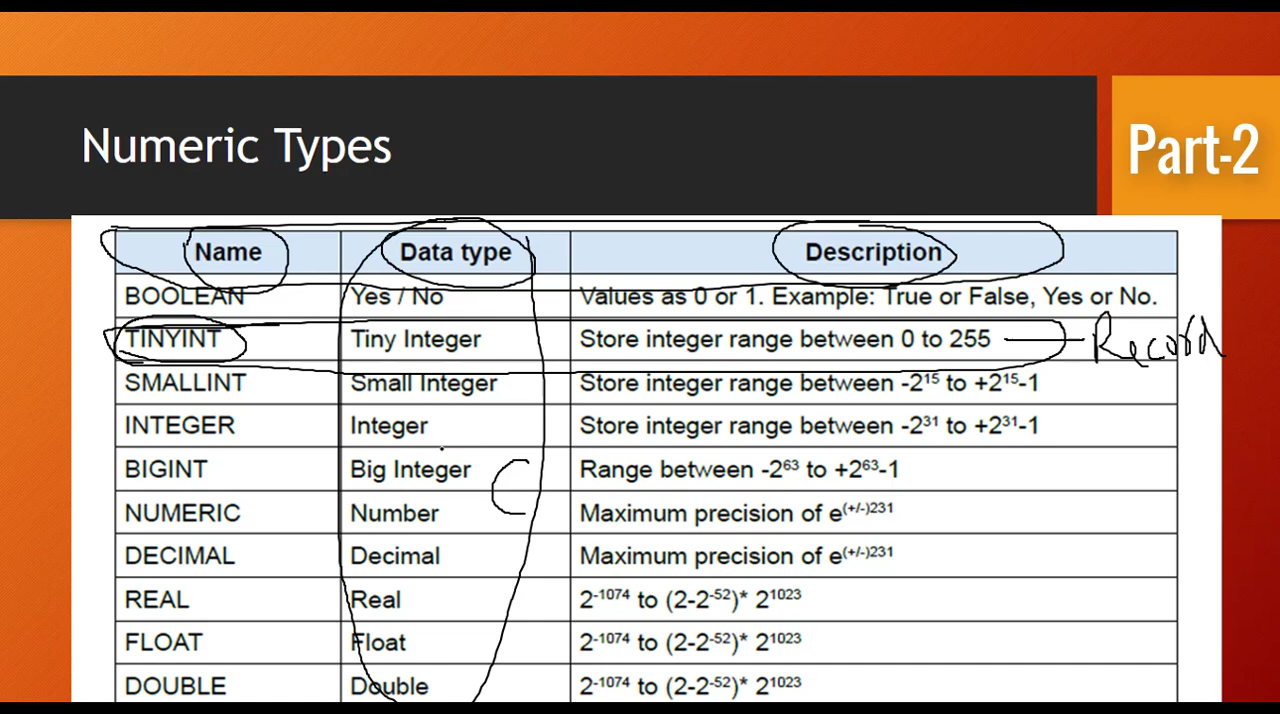 Numeric Types
Part-2
Name Data type Description
BOOLEAN Yes / No Values as 0 or 1. Example: True or False, Yes or No.
TINYINT Tiny Integer Store integer range between 0 to 255 Record
SMALLINT Small Integer Store integer range between -2¹⁵ to +2¹⁵-1
INTEGER Integer Store integer range between -2³¹ to +2³¹-1
BIGINT Big Integer Range between -2⁶³ to +2⁶³-1
NUMERIC Number Maximum precision of e⁽⁺/⁻⁾²³¹
DECIMAL Decimal Maximum precision of e⁽⁺/⁻⁾²³¹
REAL Real 2⁻¹⁰⁷⁴ to (2-2⁻⁵²)* 2¹⁰²³
FLOAT Float 2⁻¹⁰⁷⁴ to (2-2⁻⁵²)* 2¹⁰²³
DOUBLE Double 2⁻¹⁰⁷⁴ to (2-2⁻⁵²)* 2¹⁰²³